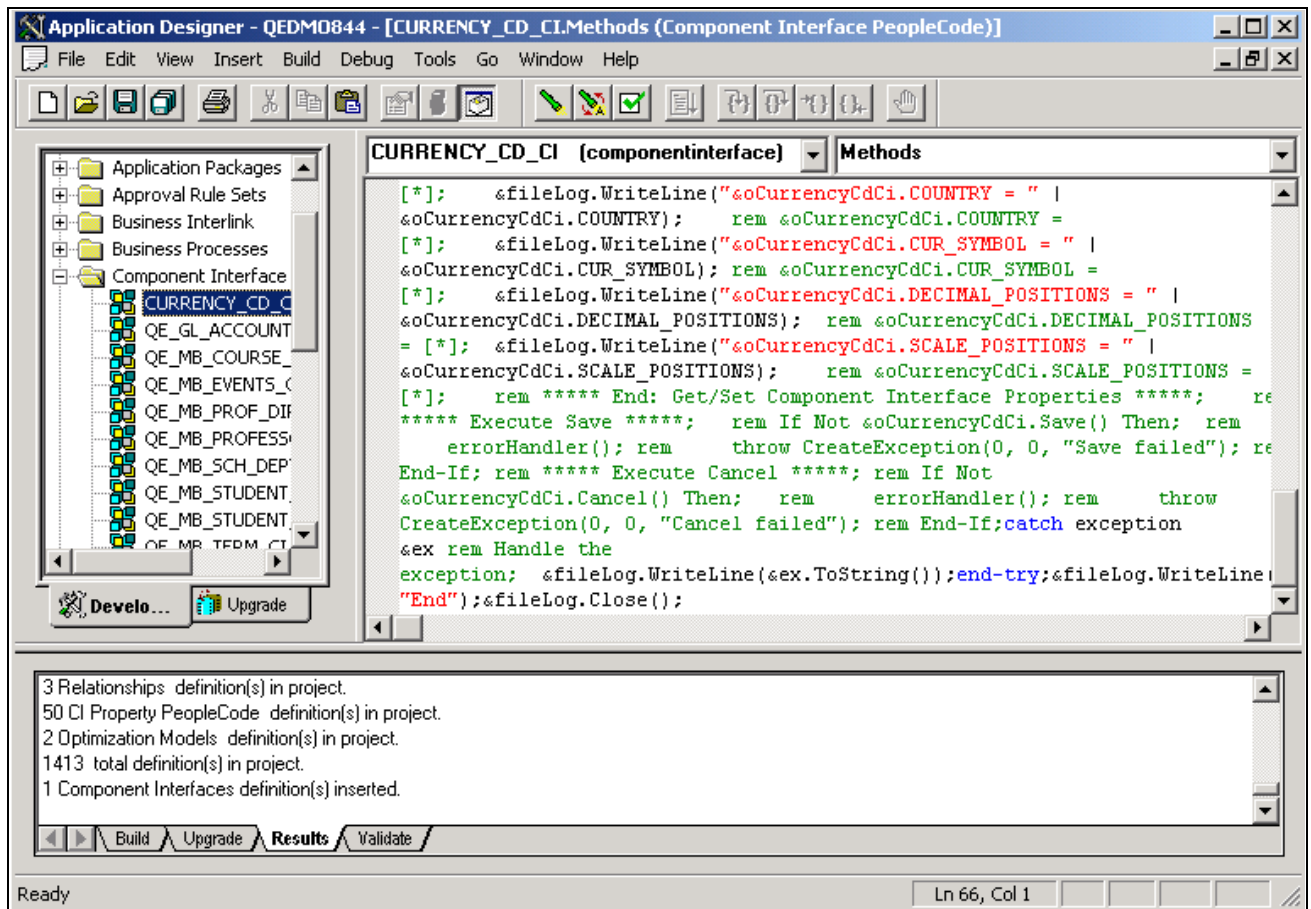 Application Designer - QEDMO844 - [CURRENCY_CD_CI.Methods (Component Interface PeopleCode)]
File Edit View Insert Build Debug Tools Go Window Help
Application Packages
Approval Rule Sets
Business Interlink
Business Processes
Component Interface
CURRENCY_CD_C
QE_GL_ACCOUNT
QE_MB_COURSE_
QE_MB_EVENTS_C
QE_MB_PROF_DIR
QE_MB_PROFESS
QE_MB_SCH_DEP
QE_MB_STUDENT_
QE_MB_STUDENT_
QE_MB_TERM_CI
Develo...
Upgrade
CURRENCY_CD_CI (componentinterface)
Methods
[*]; &fileLog.WriteLine("&oCurrencyCdCi.COUNTRY = " |
&oCurrencyCdCi.COUNTRY); rem &oCurrencyCdCi.COUNTRY =
[*]; &fileLog.WriteLine("&oCurrencyCdCi.CUR_SYMBOL = " |
&oCurrencyCdCi.CUR_SYMBOL); rem &oCurrencyCdCi.CUR_SYMBOL =
[*]; &fileLog.WriteLine("&oCurrencyCdCi.DECIMAL_POSITIONS = " |
&oCurrencyCdCi.DECIMAL_POSITIONS); rem &oCurrencyCdCi.DECIMAL_POSITIONS
= [*]; &fileLog.WriteLine("&oCurrencyCdCi.SCALE_POSITIONS = " |
&oCurrencyCdCi.SCALE_POSITIONS); rem &oCurrencyCdCi.SCALE_POSITIONS =
[*]; rem ***** End: Get/Set Component Interface Properties *****; re
***** Execute Save *****; rem If Not &oCurrencyCdCi.Save() Then; rem
errorHandler(); rem throw CreateException(0, 0, "Save failed"); re
End-If; rem ***** Execute Cancel *****; rem If Not
&oCurrencyCdCi.Cancel() Then; rem errorHandler(); rem throw
CreateException(0, 0, "Cancel failed"); rem End-If;catch exception
&ex rem Handle the
exception; &fileLog.WriteLine(&ex.ToString());end-try;&fileLog.WriteLine(
"End");&fileLog.Close();
3 Relationships definition(s) in project.
50 CI Property PeopleCode definition(s) in project.
2 Optimization Models definition(s) in project.
1413 total definition(s) in project.
1 Component Interfaces definition(s) inserted.
Build Upgrade Results Validate
Ready
Ln 66, Col 1